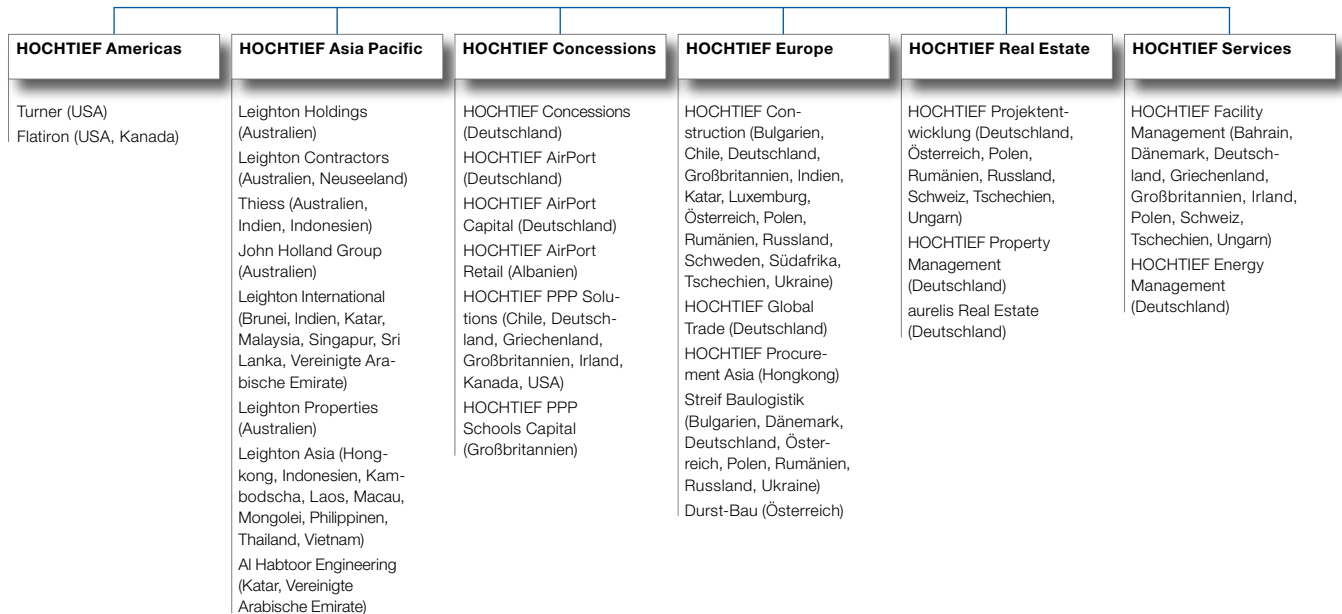 HOCHTIEF Americas
Turner (USA)
Flatiron (USA, Kanada)
HOCHTIEF Asia Pacific
Leighton Holdings
(Australien)
Leighton Contractors
(Australien, Neuseeland)
Thiess (Australien,
Indien, Indonesien)
John Holland Group
(Australien)
Leighton International
(Brunei, Indien, Katar,
Malaysia, Singapur, Sri
Lanka, Vereinigte Ara-
bische Emirate)
Leighton Properties
(Australien)
Leighton Asia (Hong-
kong, Indonesien, Kam-
bodscha, Laos, Macau,
Mongolei, Philippinen,
Thailand, Vietnam)
Al Habtoor Engineering
(Katar, Vereinigte
Arabische Emirate)
HOCHTIEF Concessions
HOCHTIEF Concessions
(Deutschland)
HOCHTIEF AirPort
(Deutschland)
HOCHTIEF AirPort
Capital (Deutschland)
HOCHTIEF AirPort
Retail (Albanien)
HOCHTIEF PPP Solu-
tions (Chile, Deutsch-
land, Griechenland,
Großbritannien, Irland,
Kanada, USA)
HOCHTIEF PPP
Schools Capital
(Großbritannien)
HOCHTIEF Europe
HOCHTIEF Con-
struction (Bulgarien,
Chile, Deutschland,
Großbritannien, Indien,
Katar, Luxemburg,
Österreich, Polen,
Rumänien, Russland,
Schweden, Südafrika,
Tschechien, Ukraine)
HOCHTIEF Global
Trade (Deutschland)
HOCHTIEF Procure-
ment Asia (Hongkong)
Streif Baulogistik
(Bulgarien, Dänemark,
Deutschland, Öster-
reich, Polen, Rumänien,
Russland, Ukraine)
Durst-Bau (Österreich)
HOCHTIEF Real Estate
HOCHTIEF Projektent-
wicklung (Deutschland,
Österreich, Polen,
Rumänien, Russland,
Schweiz, Tschechien,
Ungarn)
HOCHTIEF Property
Management
(Deutschland)
aurelis Real Estate
(Deutschland)
HOCHTIEF Services
HOCHTIEF Facility
Management (Bahrain,
Dänemark, Deutsch-
land, Griechenland,
Großbritannien, Irland,
Polen, Schweiz,
Tschechien, Ungarn)
HOCHTIEF Energy
Management
(Deutschland)